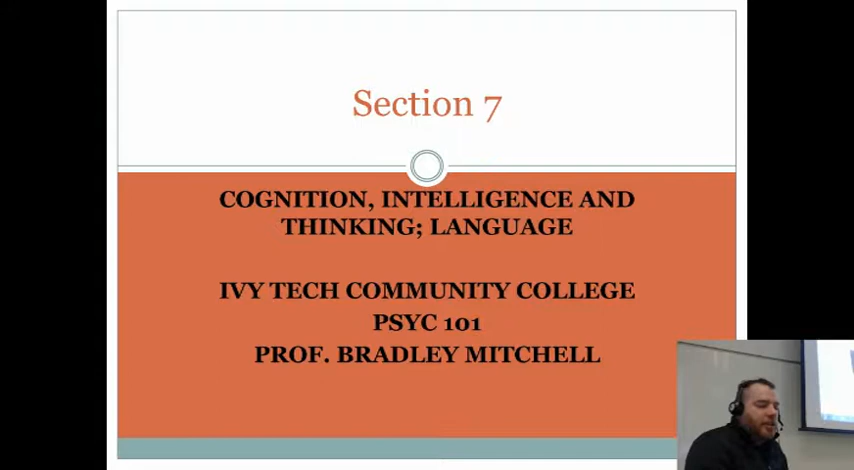 Section 7
COGNITION, INTELLIGENCE AND
THINKING; LANGUAGE
IVY TECH COMMUNITY COLLEGE
PSYC 101
PROF. BRADLEY MITCHELL